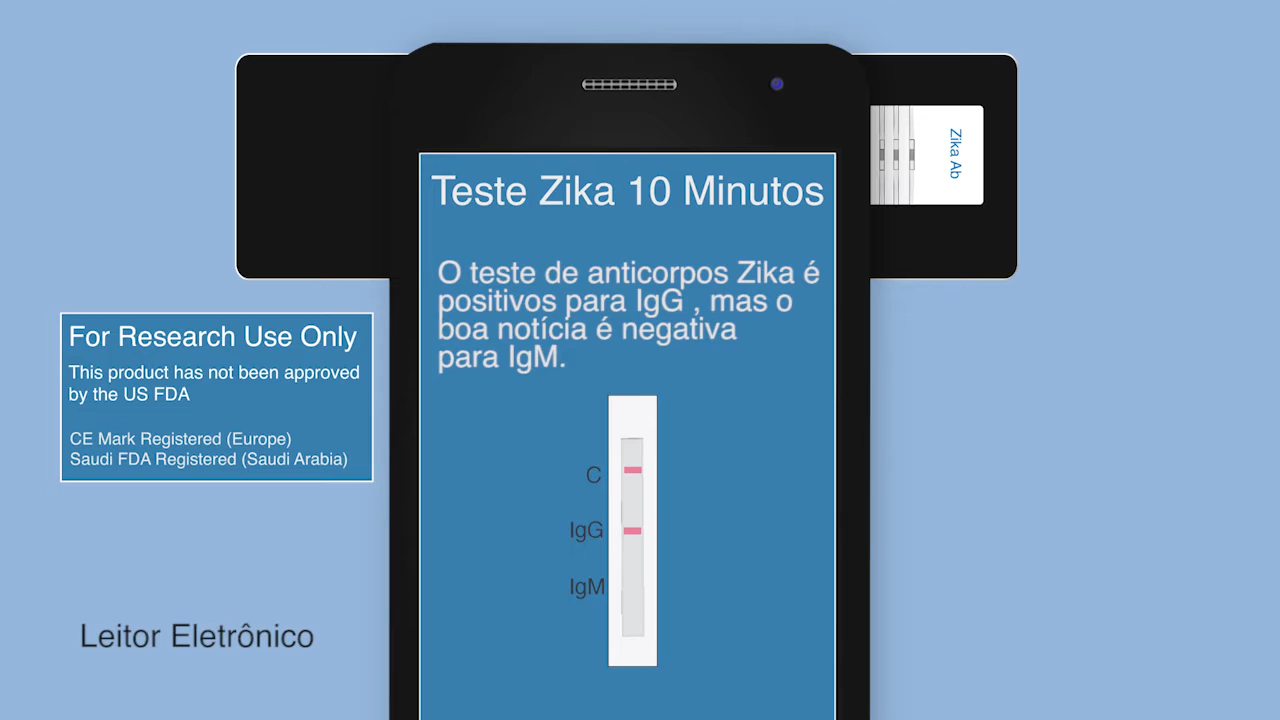 Zika Ab
Teste Zika 10 Minutos
O teste de anticorpos Zika é
positivos para IgG , mas o
boa notícia é negativa
para IgM.
For Research Use Only
This product has not been approved
by the US FDA
CE Mark Registered (Europe)
Saudi FDA Registered (Saudi Arabia)
C
IgG
IgM
Leitor Eletrônico